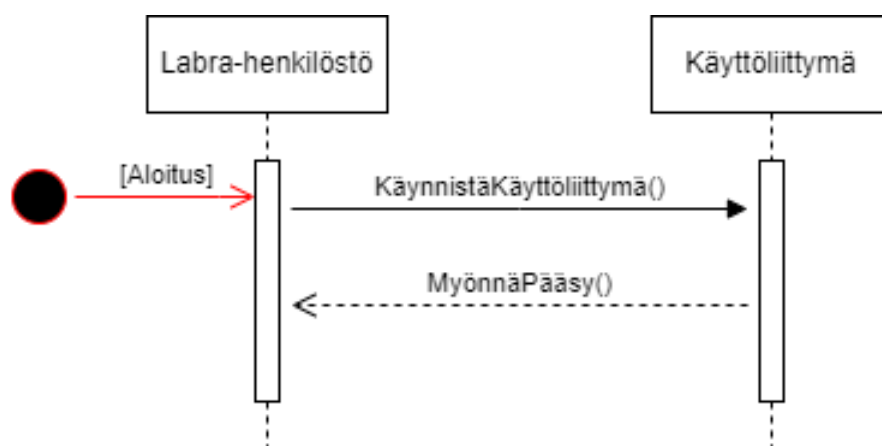 Labra-henkilöstö
Käyttöliittymä
[Aloitus]
KäynnistäKäyttöliittymä()
MyönnäPääsy()